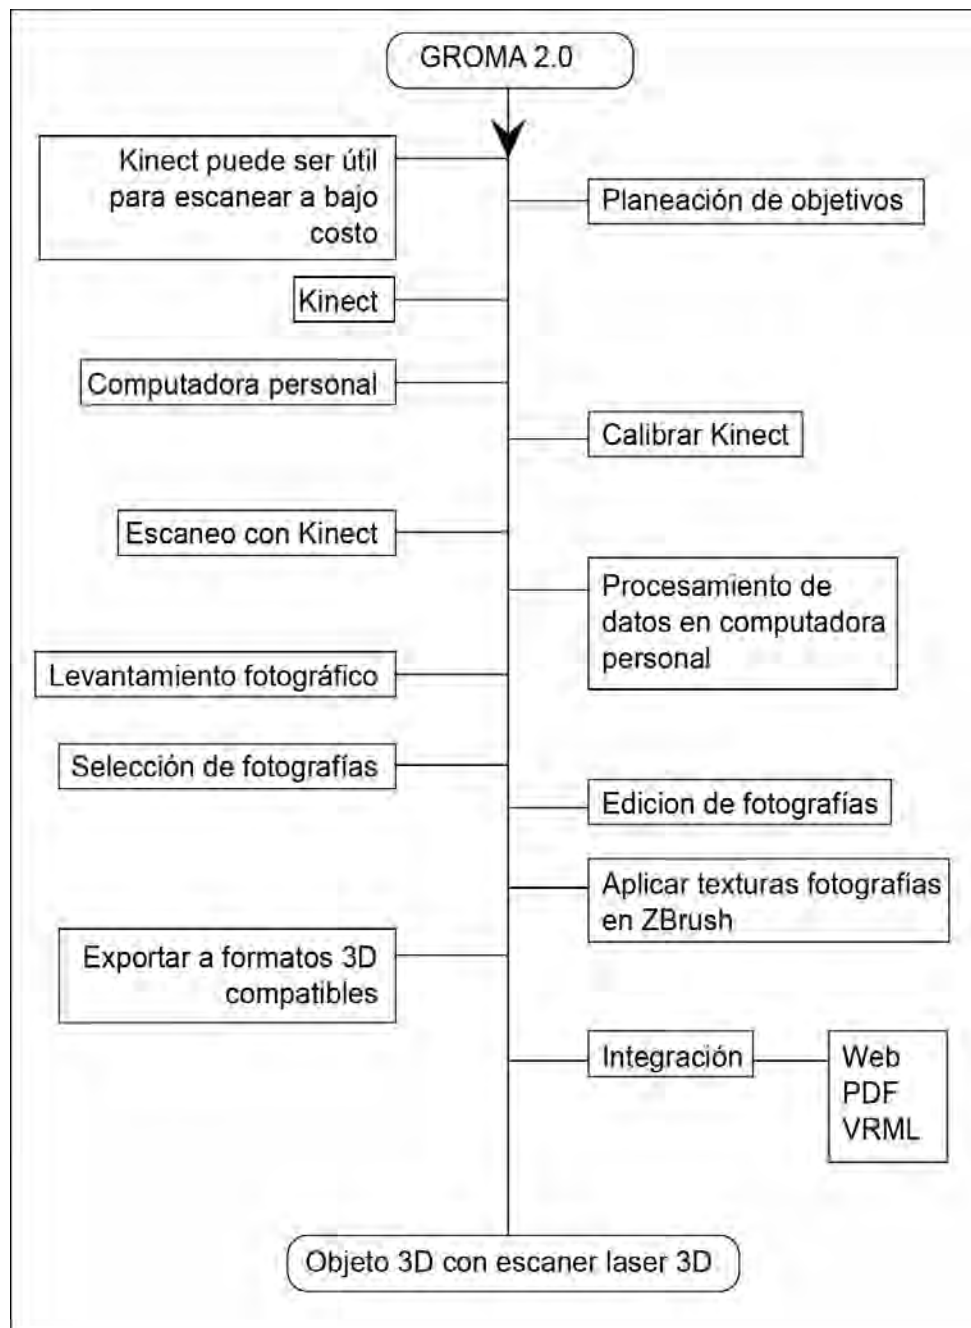 GROMA 2.0
Kinect puede ser útil
para escanear a bajo
costo
Planeación de objetivos
Kinect
Computadora personal
Calibrar Kinect
Escaneo con Kinect
Procesamiento de
datos en computadora
personal
Levantamiento fotográfico
Selección de fotografías
Edicion de fotografías
Aplicar texturas fotografías
en ZBrush
Exportar a formatos 3D
compatibles
Integración
Web
PDF
VRML
Objeto 3D con escaner laser 3D